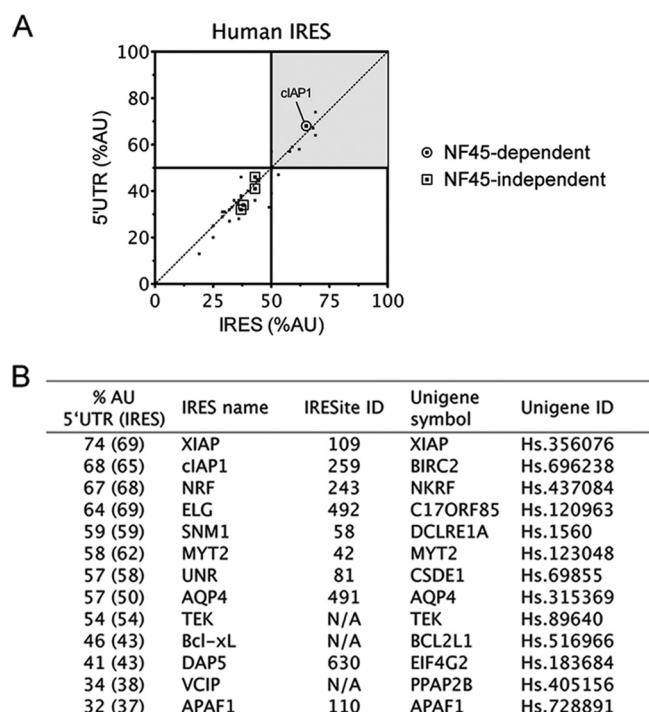 A
Human IRES
100
80
60
40
20
0
5'UTR (%AU)
cIAP1
0 25 50 75 100
IRES (%AU)
NF45-dependent
NF45-independent
B
% AU 5'UTR (IRES) IRES name IRESite ID Unigene symbol Unigene ID
74 (69) XIAP 109 XIAP Hs.356076
68 (65) cIAP1 259 BIRC2 Hs.696238
67 (68) NRF 243 NKRF Hs.437084
64 (69) ELG 492 C17ORF85 Hs.120963
59 (59) SNM1 58 DCLRE1A Hs.1560
58 (62) MYT2 42 MYT2 Hs.123048
57 (58) UNR 81 CSDE1 Hs.69855
57 (50) AQP4 491 AQP4 Hs.315369
54 (54) TEK N/A TEK Hs.89640
46 (43) Bcl-xL N/A BCL2L1 Hs.516966
41 (43) DAP5 630 EIF4G2 Hs.183684
34 (38) VCIP N/A PPAP2B Hs.405156
32 (37) APAF1 110 APAF1 Hs.728891